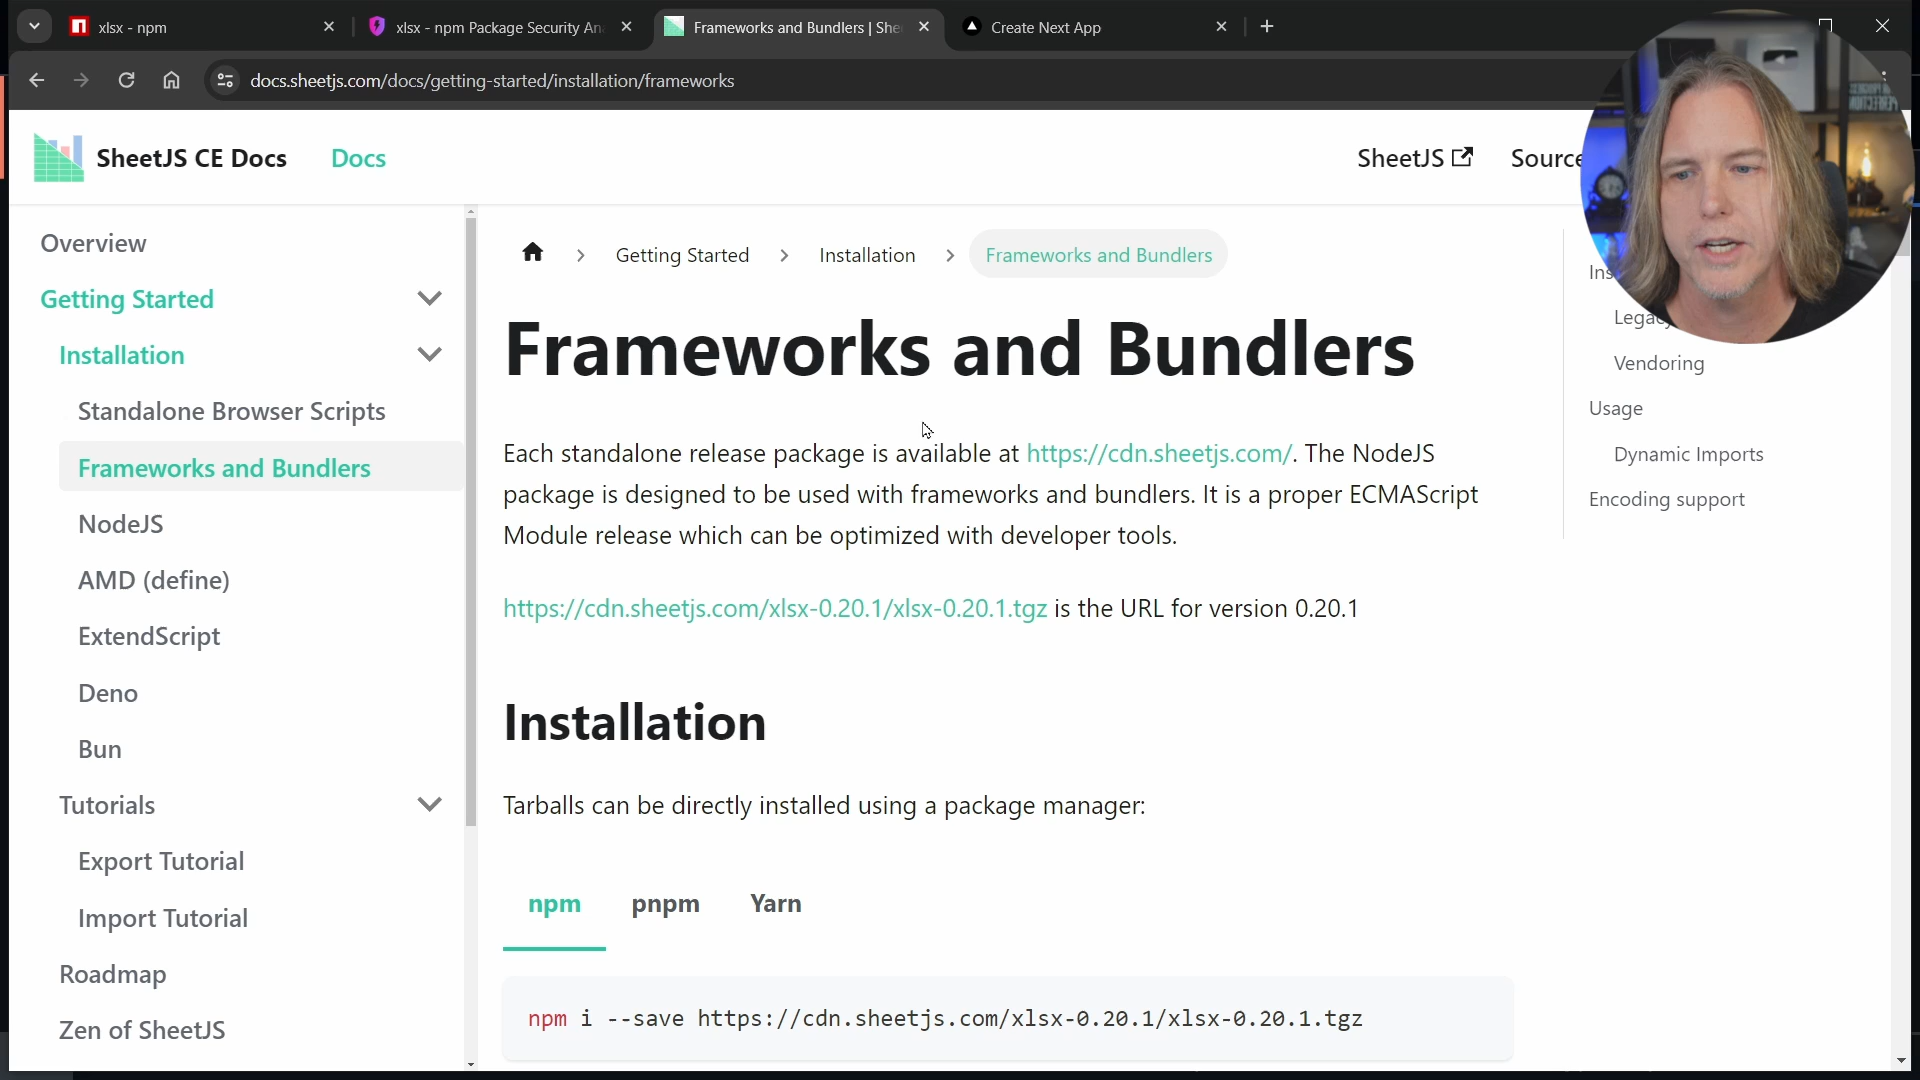 xlsx - npm
xlsx - npm Package Security An
Frameworks and Bundlers | She
Create Next App
docs.sheetjs.com/docs/getting-started/installation/frameworks
SheetJS CE Docs
Docs
SheetJS
Source
Overview
Getting Started
Installation
Standalone Browser Scripts
Frameworks and Bundlers
NodeJS
AMD (define)
ExtendScript
Deno
Bun
Tutorials
Export Tutorial
Import Tutorial
Roadmap
Zen of SheetJS
Getting Started
Installation
Frameworks and Bundlers
Frameworks and Bundlers
Each standalone release package is available at https://cdn.sheetjs.com/. The NodeJS
package is designed to be used with frameworks and bundlers. It is a proper ECMAScript
Module release which can be optimized with developer tools.
https://cdn.sheetjs.com/xlsx-0.20.1/xlsx-0.20.1.tgz is the URL for version 0.20.1
Installation
Tarballs can be directly installed using a package manager:
npm
pnpm
Yarn
npm i --save https://cdn.sheetjs.com/xlsx-0.20.1/xlsx-0.20.1.tgz
Ins
Legacy
Vendoring
Usage
Dynamic Imports
Encoding support
PERFECTION